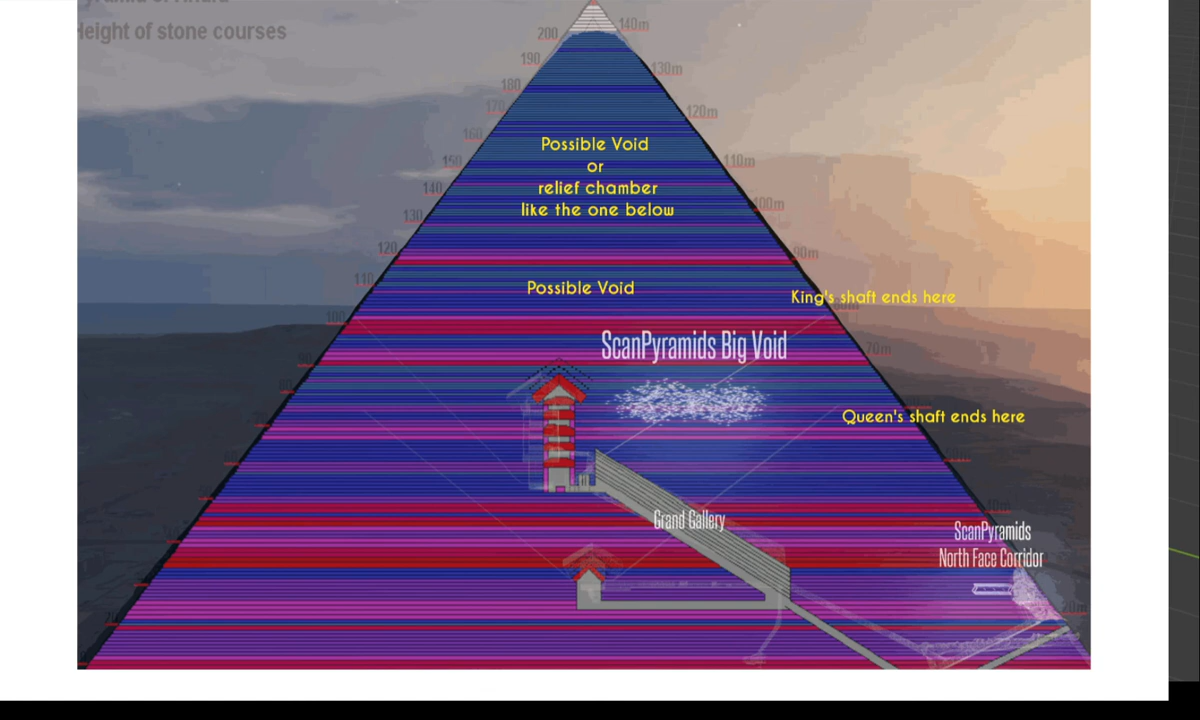 Height of stone courses
140m
200
190
130m
180
170
120m
160
Possible Void
or
relief chamber
like the one below
150
110m
140
100m
130
120
90m
110
Possible Void
King's shaft ends here
100
ScanPyramids Big Void
70m
90
Queen's shaft ends here
Grand Gallery
ScanPyramids
North Face Corridor
20m